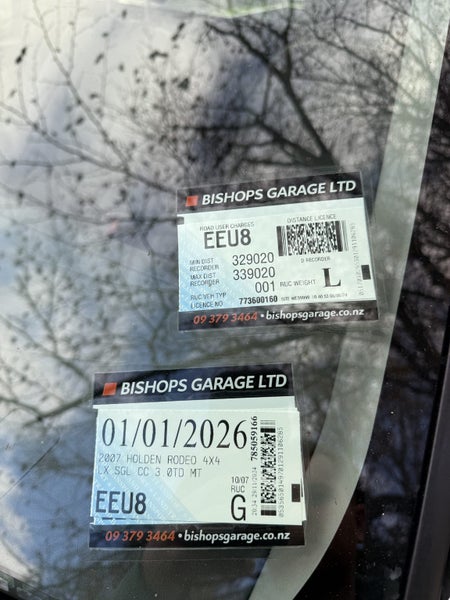 BISHOPS GARAGE LTD
ROAD USER CHARGES
DISTANCE LICENCE
EEU8
MIN DIST RECORDER 329020
D RECORDER
MAX DIST RECORDER 339020
RUC VEH TYP 001 RUC WEIGHT L
LICENCE NO 773600160
09 379 3464 • bishopsgarage.co.nz
BISHOPS GARAGE LTD
01/01/2026
785059166
2007 HOLDEN RODEO 4X4
LX SGL CC 3 0TD MT
10/07
RUC
EEU8 G
09 379 3464 • bishopsgarage.co.nz